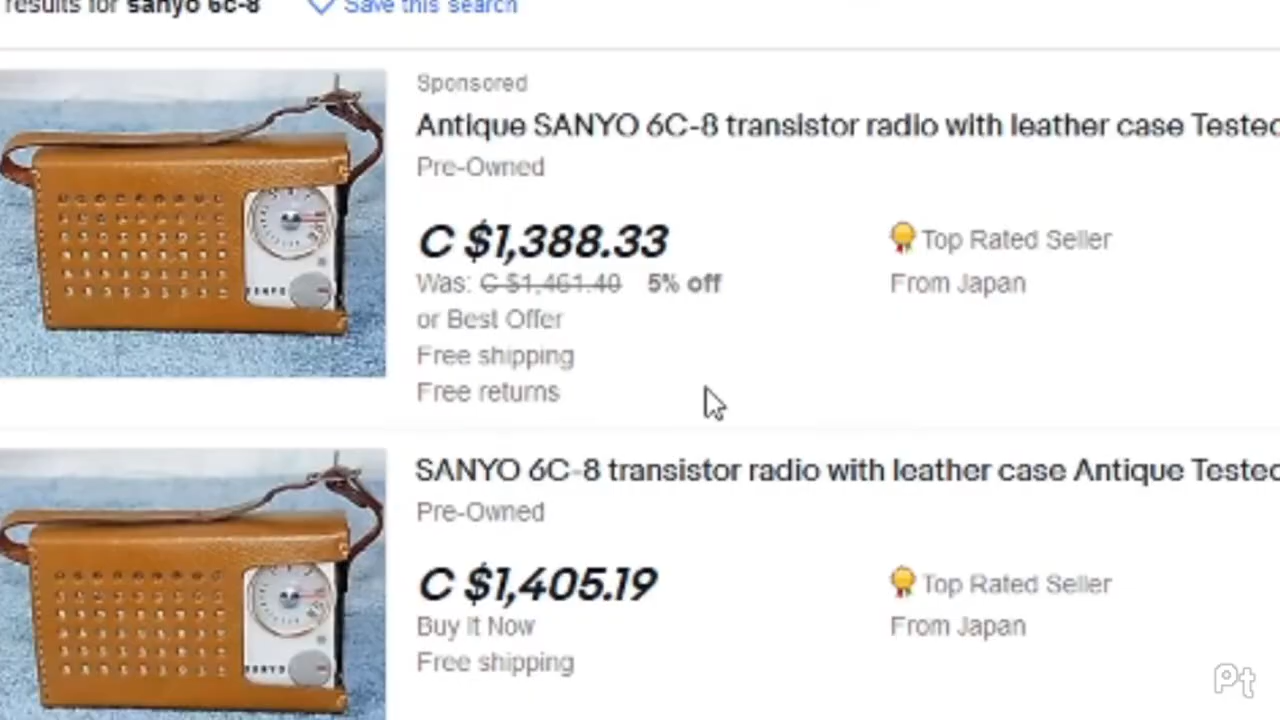 results for sanyo 6c-8 Save this search
Sponsored
Antique SANYO 6C-8 transistor radio with leather case Tested
Pre-Owned
C $1,388.33
Top Rated Seller
Was: C $1,461.40 5% off
From Japan
or Best Offer
Free shipping
Free returns
SANYO
SANYO 6C-8 transistor radio with leather case Antique Tested
Pre-Owned
C $1,405.19
Top Rated Seller
Buy It Now
From Japan
Free shipping
SANYO
Pt